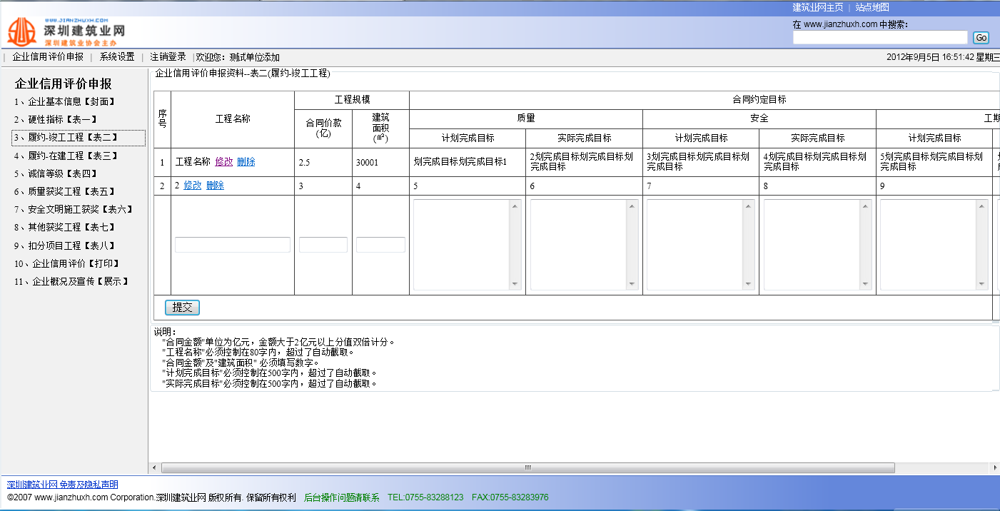 建筑业网主页 | 站点地图
WWW.JIANZHUXH.COM
深圳建筑业网
深圳建筑业协会主办
在 www.jianzhuxh.com 中搜索:
Go
| 企业信用评价申报 | 系统设置 | 注销登录 |欢迎您: 测试单位添加
2012年9月5日 16:51:42 星期三
企业信用评价申报
1、企业基本信息【封面】
2、硬性指标【表一】
3、履约-竣工工程【表二】
4、履约-在建工程【表三】
5、诚信等级【表四】
6、质量获奖工程【表五】
7、安全文明施工获奖【表六】
8、其他获奖工程【表七】
9、扣分项目工程【表八】
10、企业信用评价【打印】
11、企业概况及宣传【展示】
企业信用评价申报资料--表二(履约-竣工工程)
序号
工程名称
工程规模
合同约定目标
合同价款
(亿)
建筑
面积
(㎡)
质量
安全
工期
计划完成目标
实际完成目标
计划完成目标
实际完成目标
计划完成目标
1 工程名称 修改 删除 2.5 30001 划完成目标划完成目标1
2划完成目标划完成目标划
完成目标
3划完成目标划完成目标划
完成目标
4划完成目标划完成目标划
完成目标
5划完成目标划完成目标划
完成目标
2 2 修改 删除 3 4 5 6 7 8 9
提交
说明：
"合同金额"单位为亿元，金额大于2亿元以上分值双倍计分。
"工程名称"必须控制在80字内，超过了自动截取。
"合同金额"及"建筑面积" 必须填写数字。
"计划完成目标"必须控制在500字内，超过了自动截取。
"实际完成目标"必须控制在500字内，超过了自动截取。
深圳建筑业网 免责及隐私声明
©2007 www.jianzhuxh.com Corporation.深圳建筑业网 版权所有. 保留所有权利 后台操作问题请联系 TEL:0755-83288123 FAX:0755-83283976